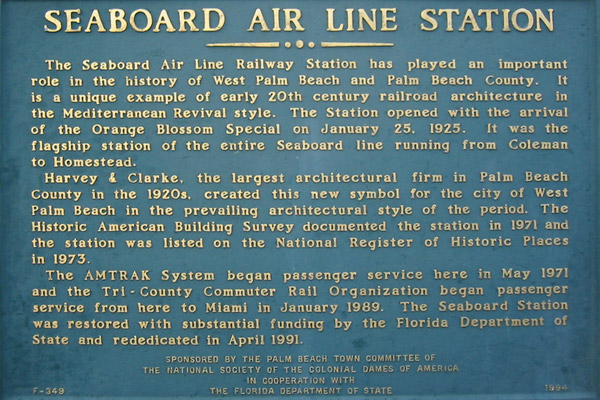 SEABOARD AIR LINE STATION
The Seaboard Air Line Railway Station has played an important
role in the history of West Palm Beach and Palm Beach County. It
is a unique example of early 20th century railroad architecture in
the Mediterranean Revival style. The Station opened with the arrival
of the Orange Blossom Special on January 25, 1925. It was the
flagship station of the entire Seaboard line running from Coleman
to Homestead.
Harvey & Clarke, the largest architectural firm in Palm Beach
County in the 1920s, created this new symbol for the city of West
Palm Beach in the prevailing architectural style of the period. The
Historic American Building Survey documented the station in 1971 and
the station was listed on the National Register of Historic Places
in 1973.
The AMTRAK System began passenger service here in May 1971
and the Tri-County Commuter Rail Organization began passenger
service from here to Miami in January 1989. The Seaboard Station
was restored with substantial funding by the Florida Department of
State and rededicated in April 1991.
SPONSORED BY THE PALM BEACH TOWN COMMITTEE OF
THE NATIONAL SOCIETY OF THE COLONIAL DAMES OF AMERICA
IN COOPERATION WITH
F-349 THE FLORIDA DEPARTMENT OF STATE 1994